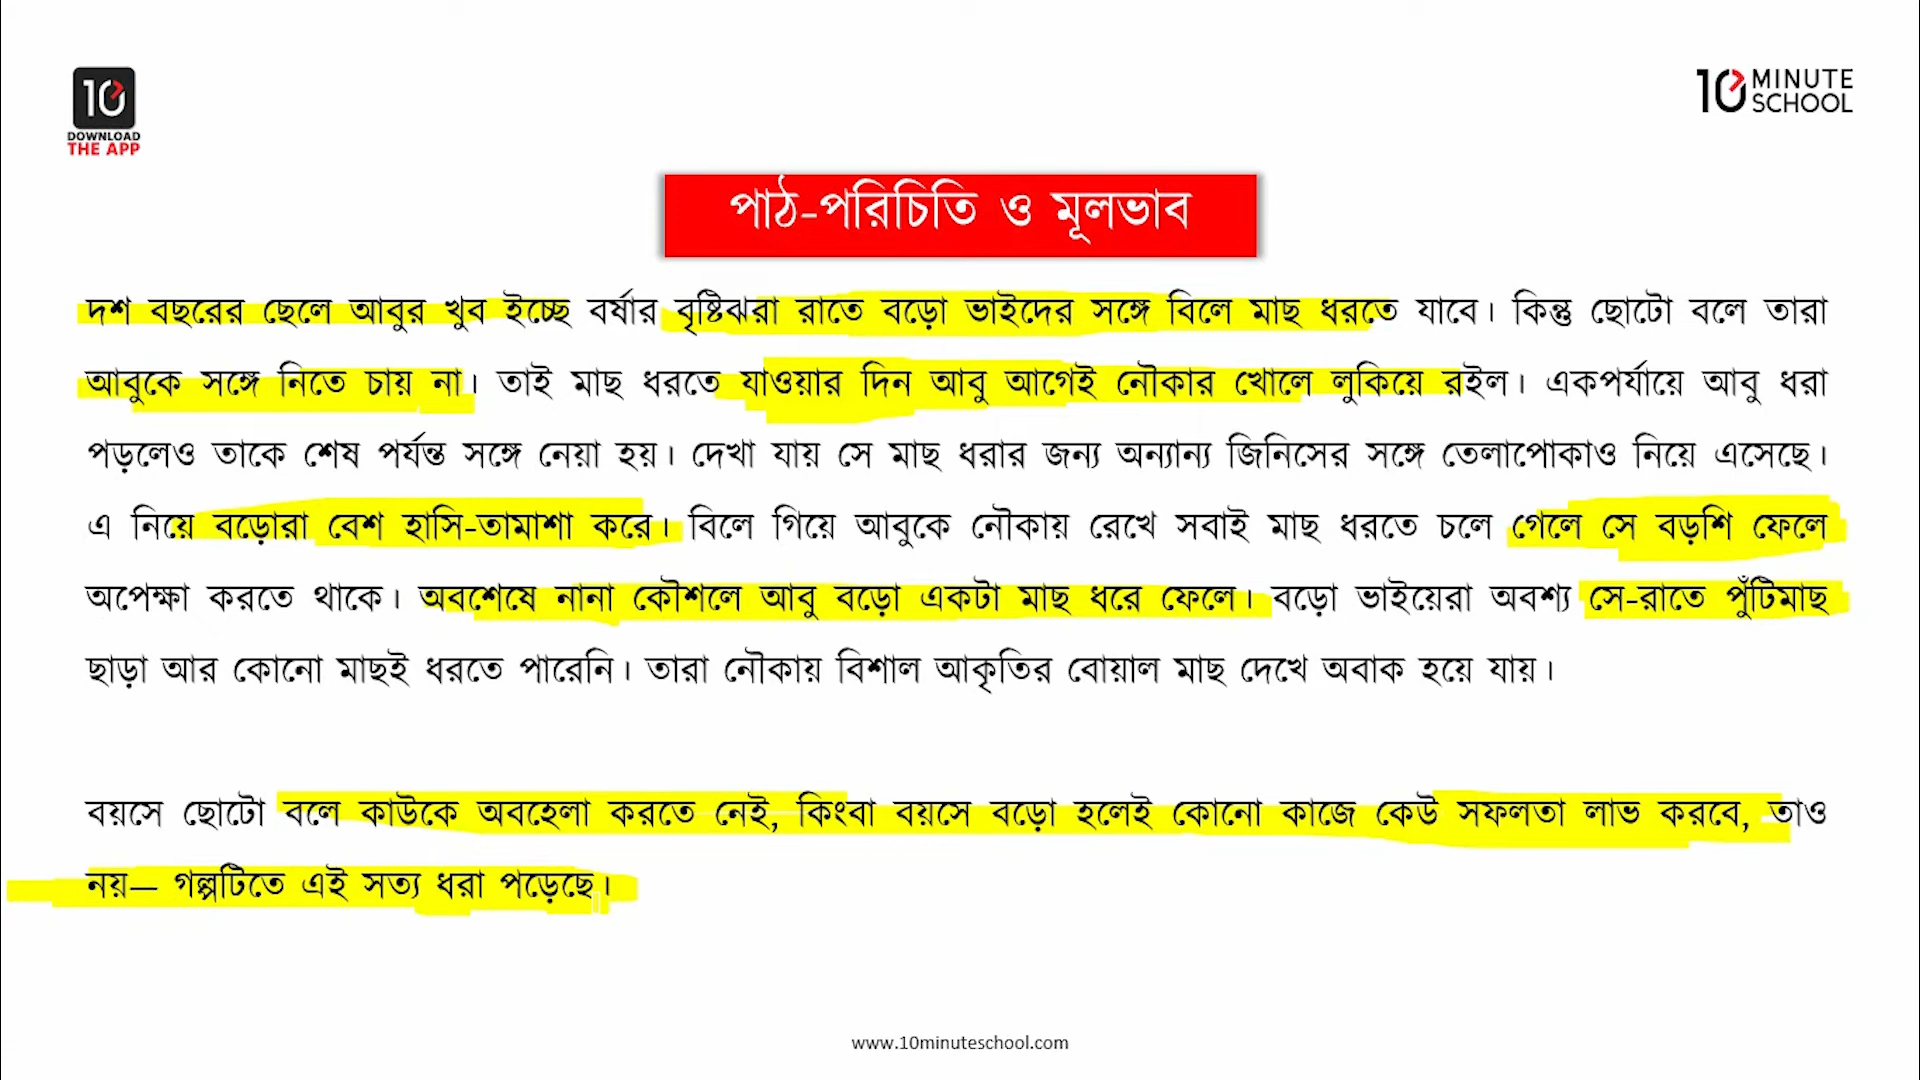 10
DOWNLOAD
THE APP
10 MINUTE
SCHOOL
পাঠ-পরিচিতি ও মূলভাব
দশ বছরের ছেলে আবুর খুব ইচ্ছে বর্ষার বৃষ্টিঝরা রাতে বড়ো ভাইদের সঙ্গে বিলে মাছ ধরতে যাবে। কিন্তু ছোটো বলে তারা
আবুকে সঙ্গে নিতে চায় না। তাই মাছ ধরতে যাওয়ার দিন আবু আগেই নৌকার খোলে লুকিয়ে রইল। একপর্যায়ে আবু ধরা
পড়লেও তাকে শেষ পর্যন্ত সঙ্গে নেয়া হয়। দেখা যায় সে মাছ ধরার জন্য অন্যান্য জিনিসের সঙ্গে তেলাপোকাও নিয়ে এসেছে।
এ নিয়ে বড়োরা বেশ হাসি-তামাশা করে। বিলে গিয়ে আবুকে নৌকায় রেখে সবাই মাছ ধরতে চলে গেলে সে বড়শি ফেলে
অপেক্ষা করতে থাকে। অবশেষে নানা কৌশলে আবু বড়ো একটা মাছ ধরে ফেলে। বড়ো ভাইয়েরা অবশ্য সে-রাতে পুঁটিমাছ
ছাড়া আর কোনো মাছই ধরতে পারেনি। তারা নৌকায় বিশাল আকৃতির বোয়াল মাছ দেখে অবাক হয়ে যায়।
বয়সে ছোটো বলে কাউকে অবহেলা করতে নেই, কিংবা বয়সে বড়ো হলেই কোনো কাজে কেউ সফলতা লাভ করবে, তাও
নয়— গল্পটিতে এই সত্য ধরা পড়েছে।
www.10minuteschool.com